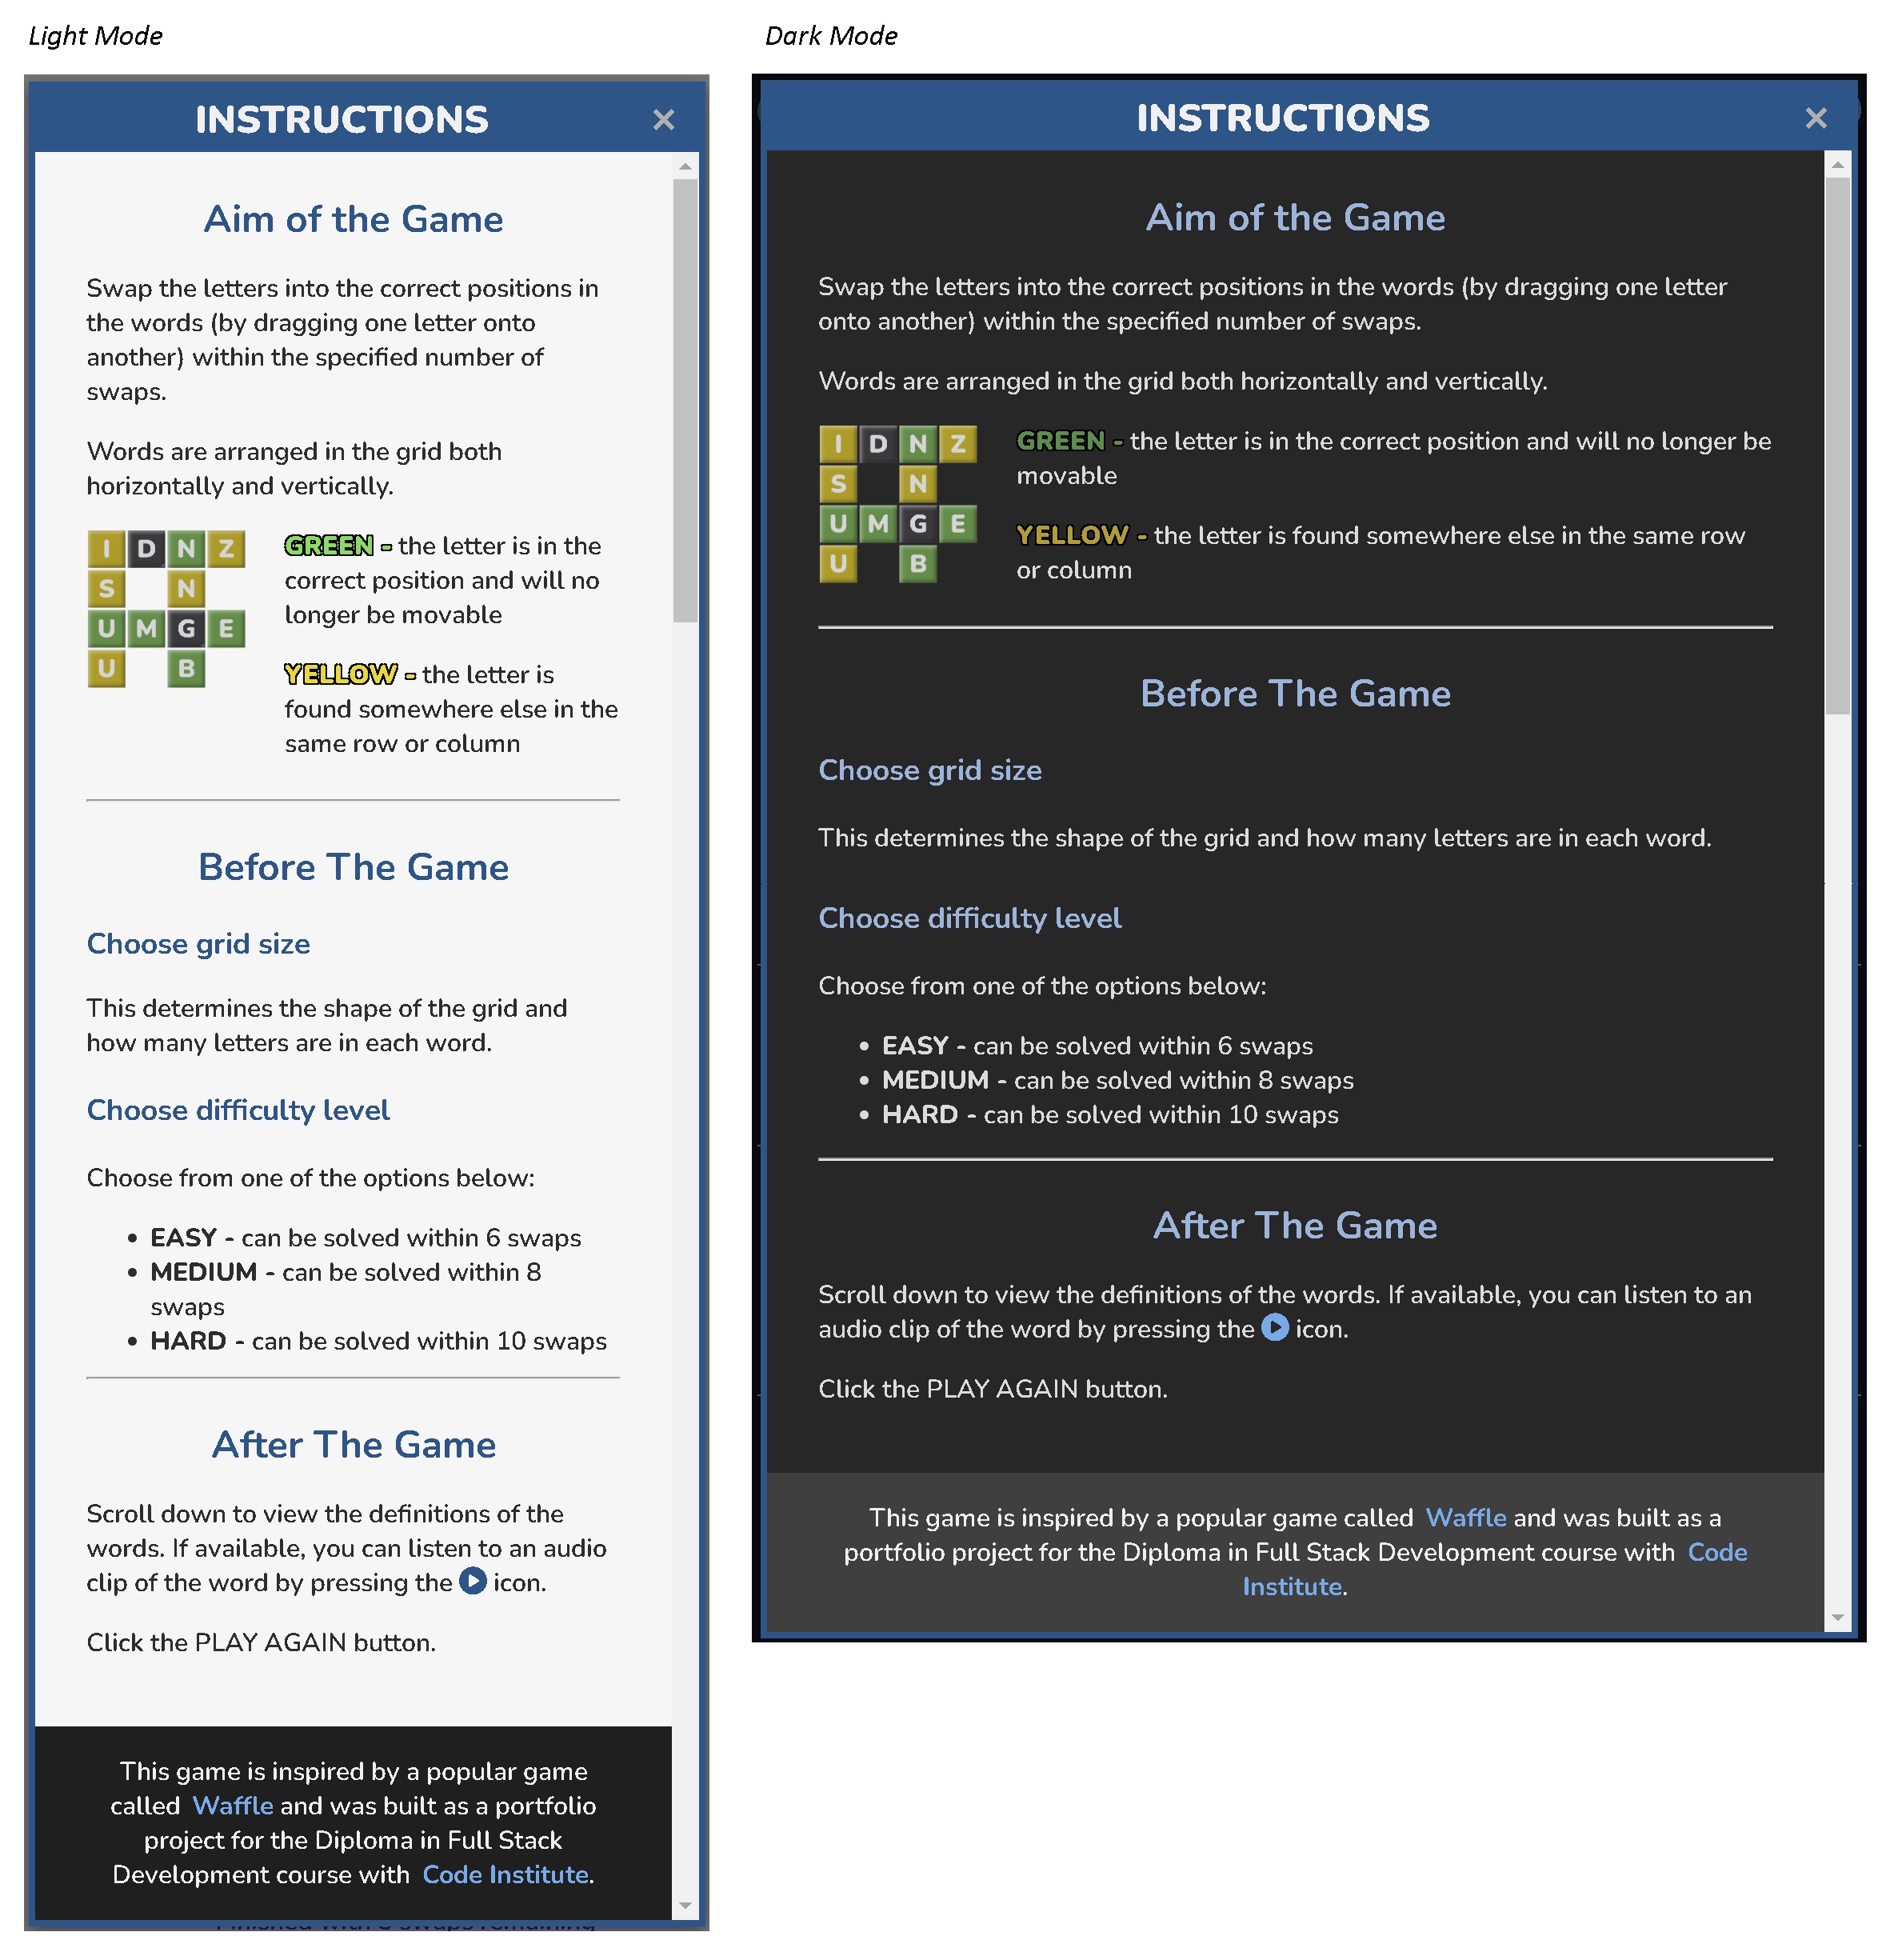 Light Mode
INSTRUCTIONS ×
Aim of the Game
Swap the letters into the correct positions in
the words (by dragging one letter onto
another) within the specified number of
swaps.
Words are arranged in the grid both
horizontally and vertically.
I D N Z
S N
U M G E
U B
GREEN - the letter is in the
correct position and will no
longer be movable
YELLOW - the letter is
found somewhere else in the
same row or column
Before The Game
Choose grid size
This determines the shape of the grid and
how many letters are in each word.
Choose difficulty level
Choose from one of the options below:
• EASY - can be solved within 6 swaps
• MEDIUM - can be solved within 8
swaps
• HARD - can be solved within 10 swaps
After The Game
Scroll down to view the definitions of the
words. If available, you can listen to an audio
clip of the word by pressing the icon.
Click the PLAY AGAIN button.
This game is inspired by a popular game
called Waffle and was built as a portfolio
project for the Diploma in Full Stack
Development course with Code Institute.
Dark Mode
INSTRUCTIONS ×
Aim of the Game
Swap the letters into the correct positions in the words (by dragging one letter
onto another) within the specified number of swaps.
Words are arranged in the grid both horizontally and vertically.
I D N Z
S N
U M G E
U B
GREEN - the letter is in the correct position and will no longer be
movable
YELLOW - the letter is found somewhere else in the same row
or column
Before The Game
Choose grid size
This determines the shape of the grid and how many letters are in each word.
Choose difficulty level
Choose from one of the options below:
• EASY - can be solved within 6 swaps
• MEDIUM - can be solved within 8 swaps
• HARD - can be solved within 10 swaps
After The Game
Scroll down to view the definitions of the words. If available, you can listen to an
audio clip of the word by pressing the icon.
Click the PLAY AGAIN button.
This game is inspired by a popular game called Waffle and was built as a
portfolio project for the Diploma in Full Stack Development course with Code
Institute.